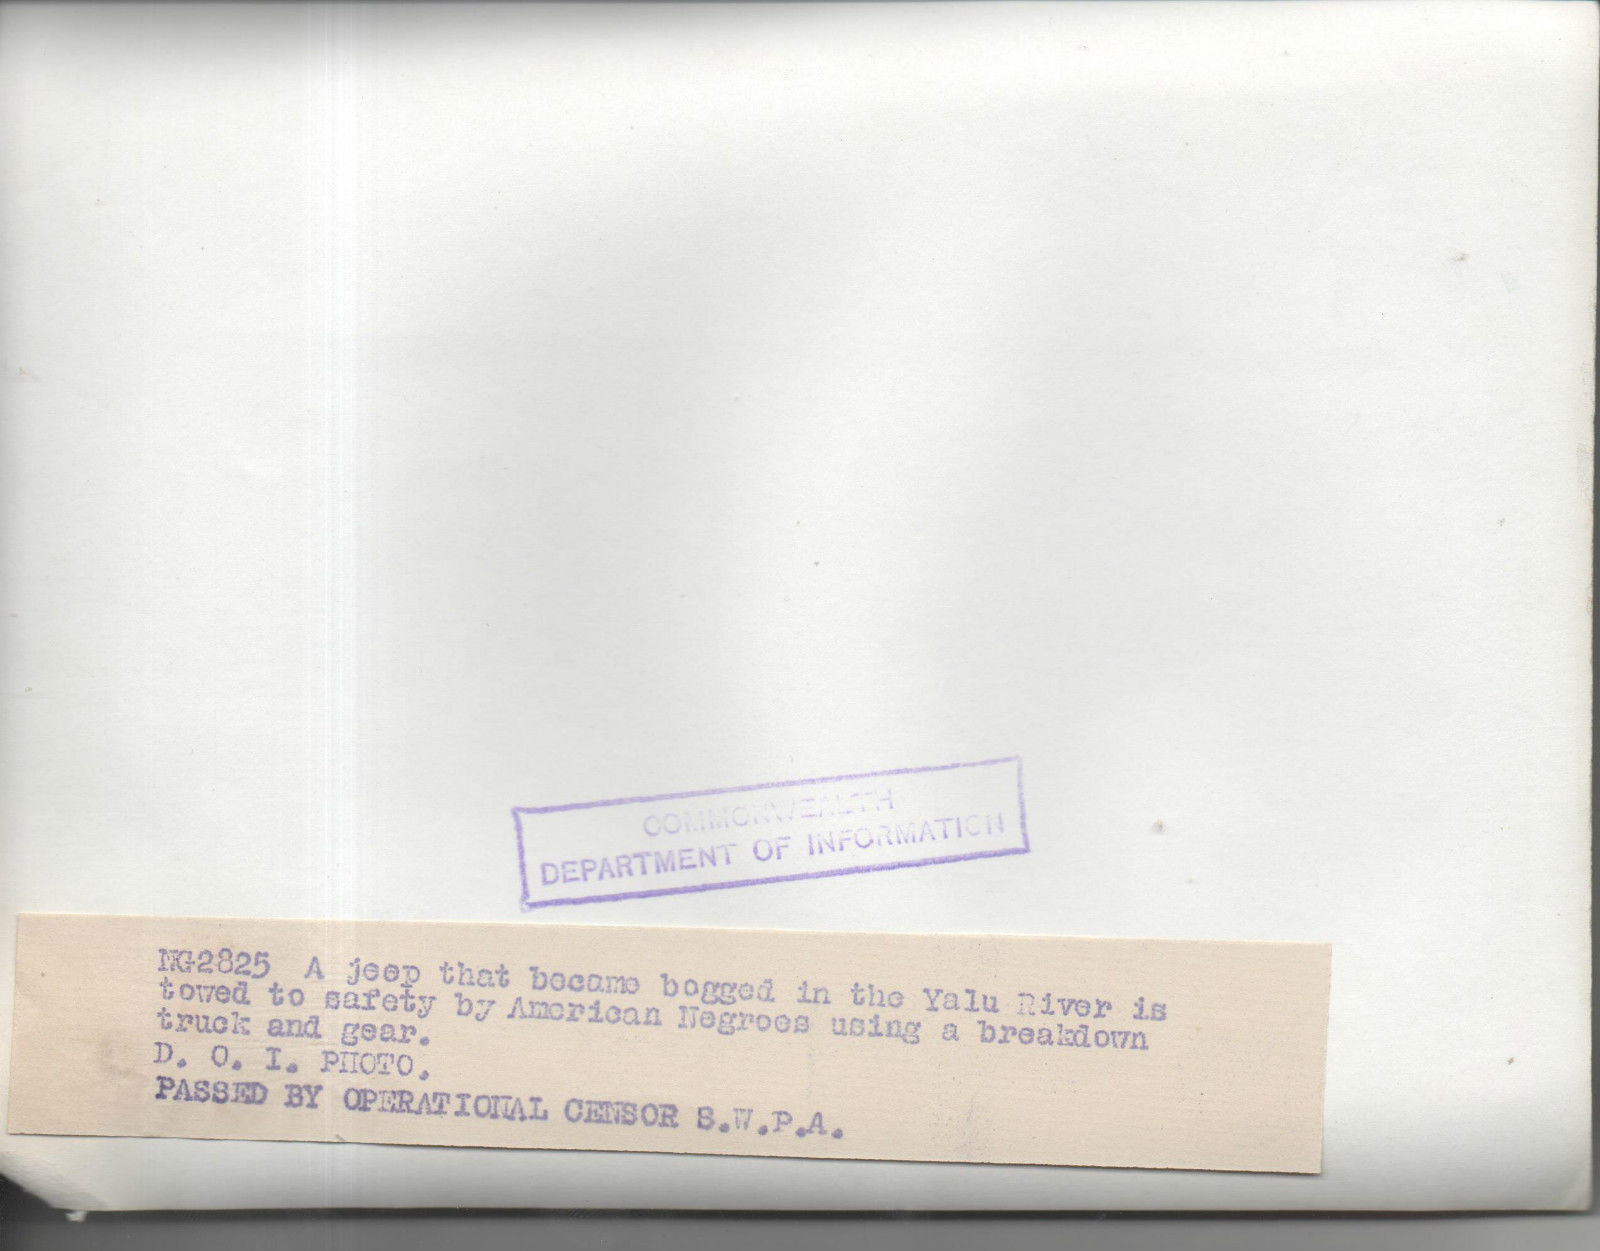 COMMONWEALTH
DEPARTMENT OF INFORMATION
NG2825 A jeep that became bogged in the Yalu River is
towed to safety by American Negroes using a breakdown
truck and gear.
D. O. I. PHOTO.
PASSED BY OPERATIONAL CENSOR S.W.P.A.